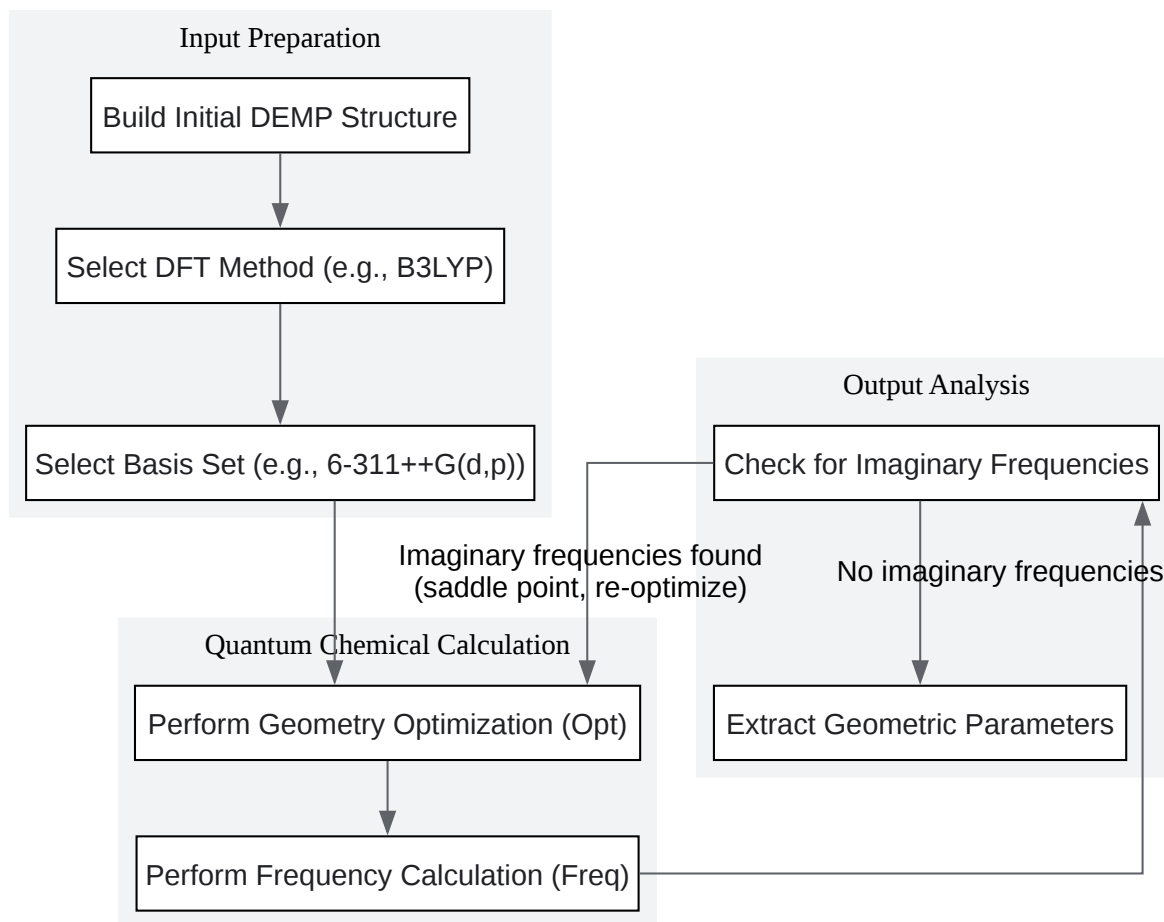 Input Preparation
Build Initial DEMP Structure
Select DFT Method (e.g., B3LYP)
Select Basis Set (e.g., 6-311++G(d,p))
Output Analysis
Check for Imaginary Frequencies
Imaginary frequencies found
(saddle point, re-optimize)
No imaginary frequencies
Quantum Chemical Calculation
Perform Geometry Optimization (Opt)
Extract Geometric Parameters
Perform Frequency Calculation (Freq)